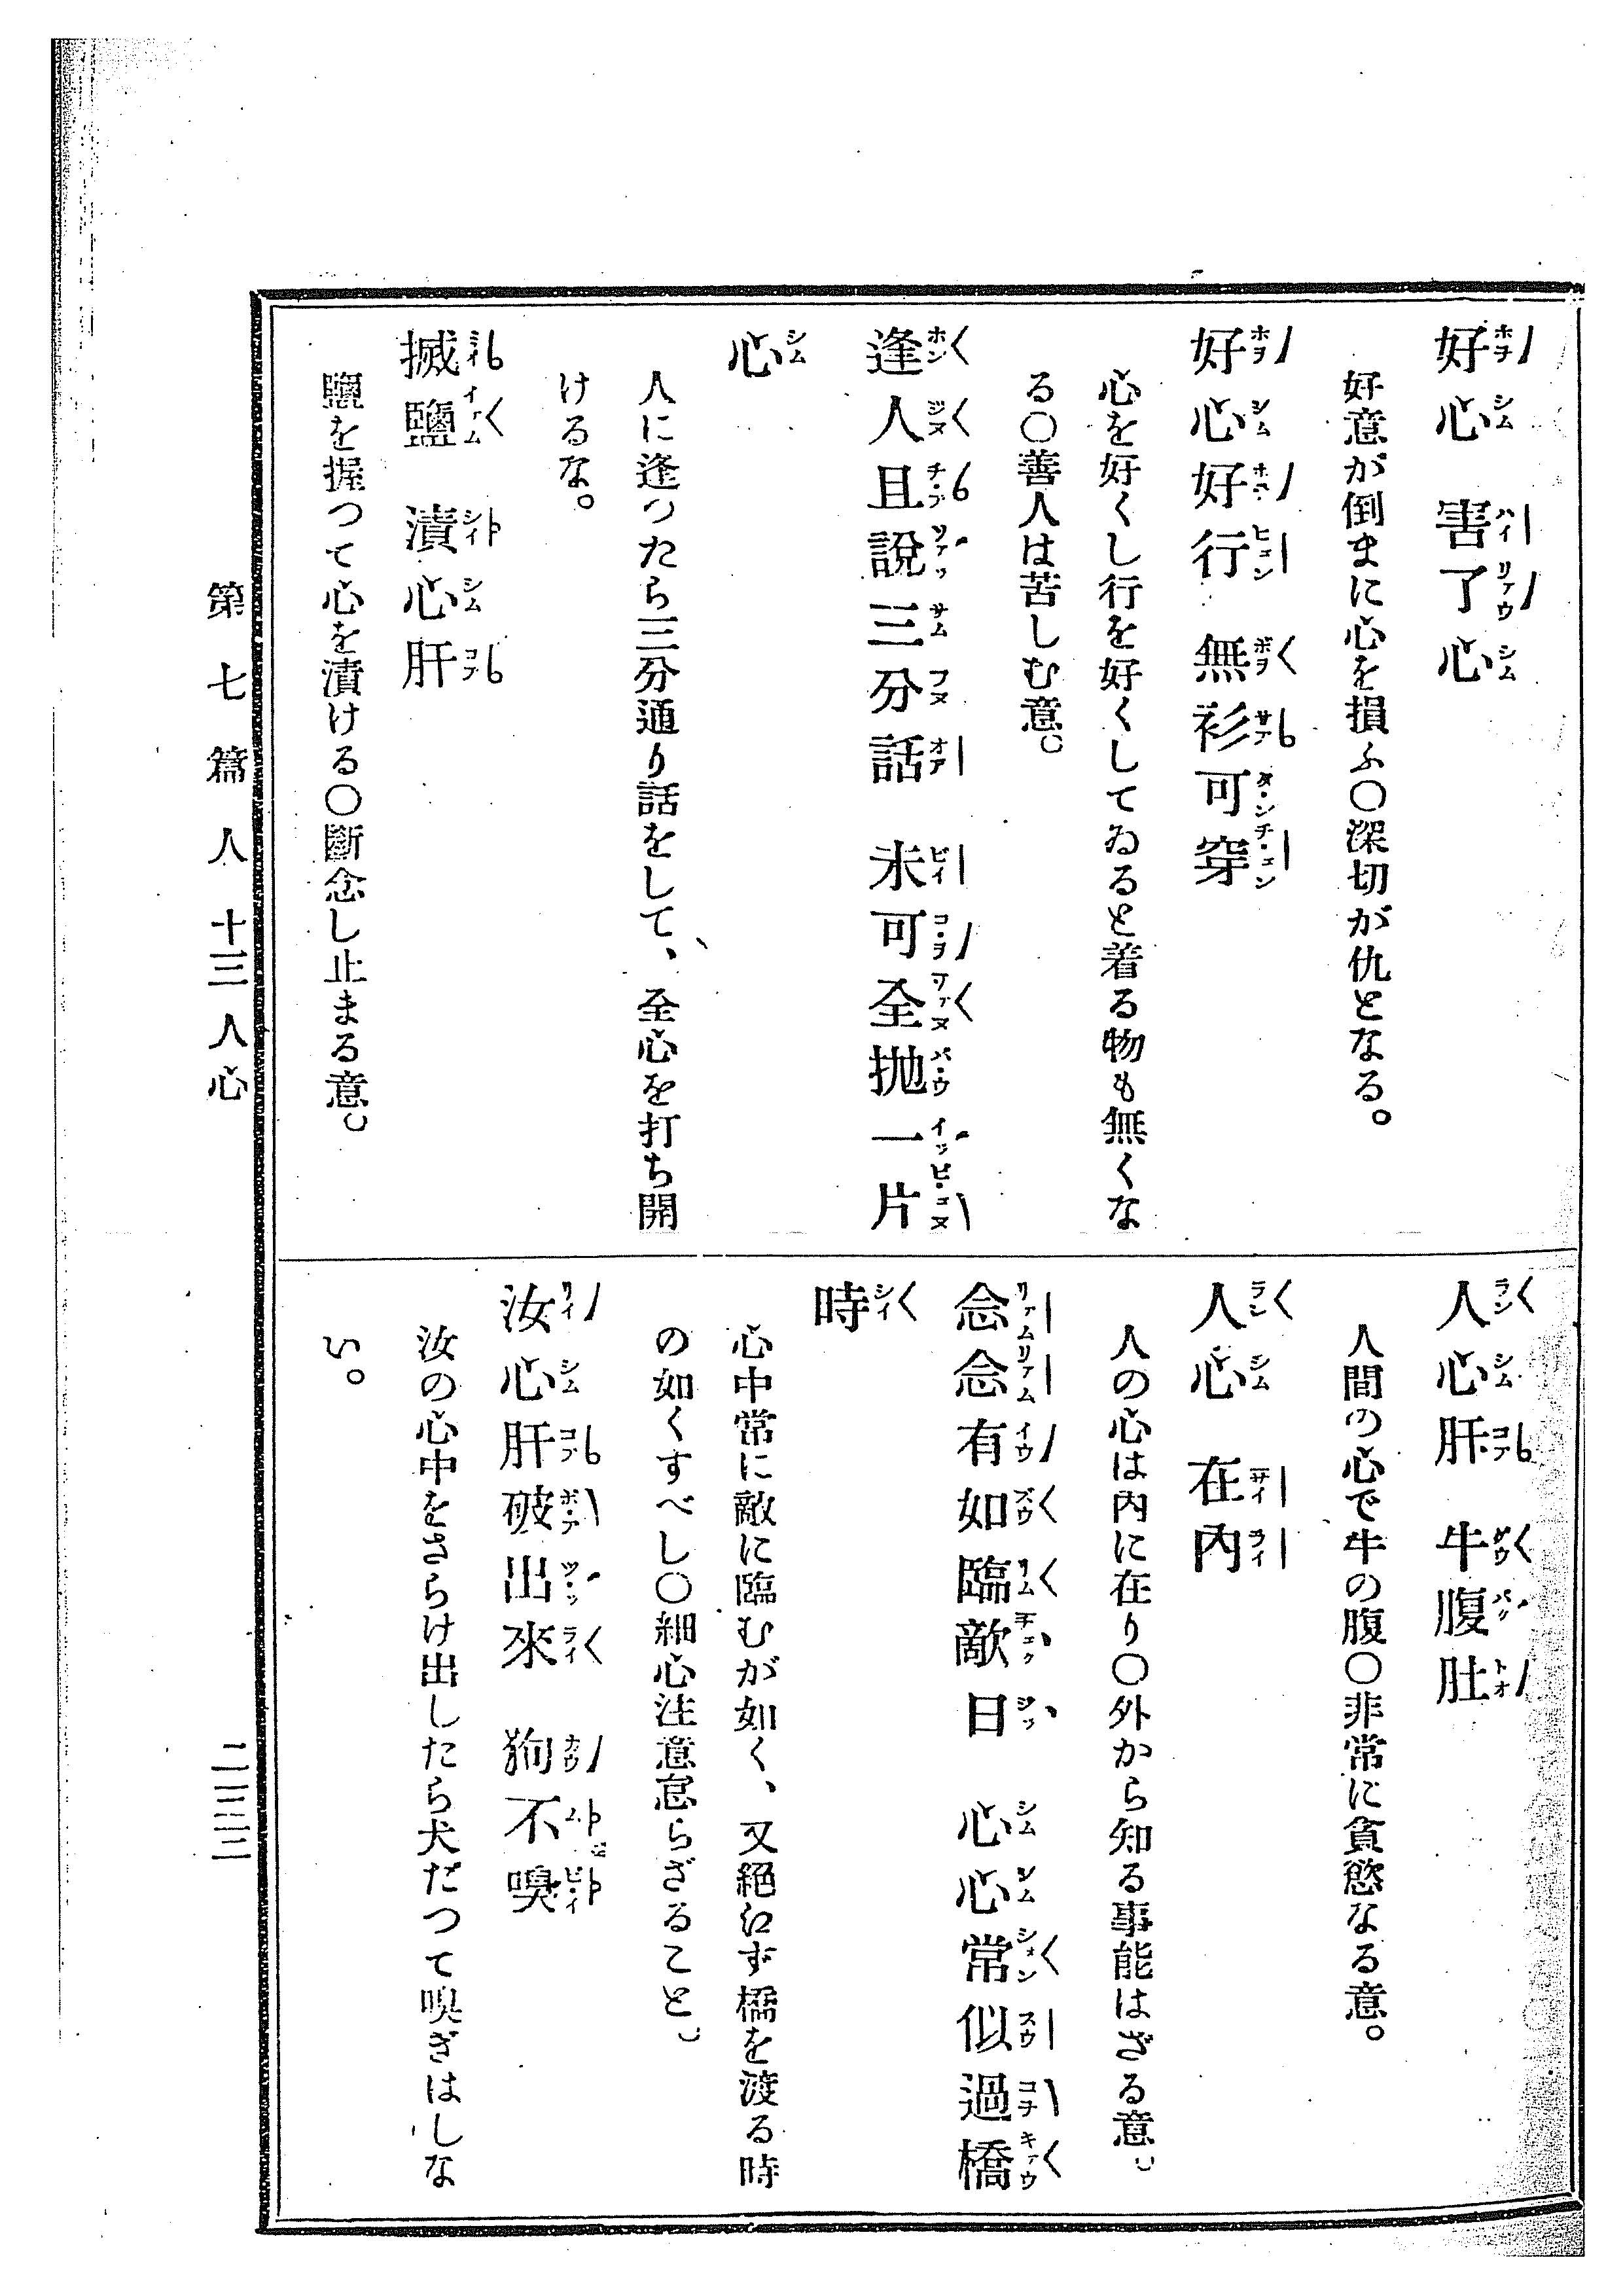 好心 害了心
好意が倒まに心を損ふ〇深切が仇となる。
好心好行 無衫可穿
心を好くし行を好くしてゐると着る物も無くな
る〇善人は苦しむ意。
逢人且說三分話 未可全抛一片
心
人に逢つたら三分通り話をして、全心を打ち開
けるな。
搣鹽 漬心肝
鹽を握つて心を漬ける〇斷念し止まる意。
人心肝 牛腹肚
人間の心で牛の腹〇非常に貪慾なる意。
人心 在內
人の心は內に在り〇外から知る事能はざる意。
念念有如臨敵日 心心常似過橋
時
心中常に敵に臨むが如く、又絕えず橋を渡る時
の如くすべし〇細心注意怠らざること。
汝心肝破出來 狗不嗅
汝の心中をさらけ出したら犬だつて嗅ぎはしな
い。
第七篇 人 十三 人心
二三三